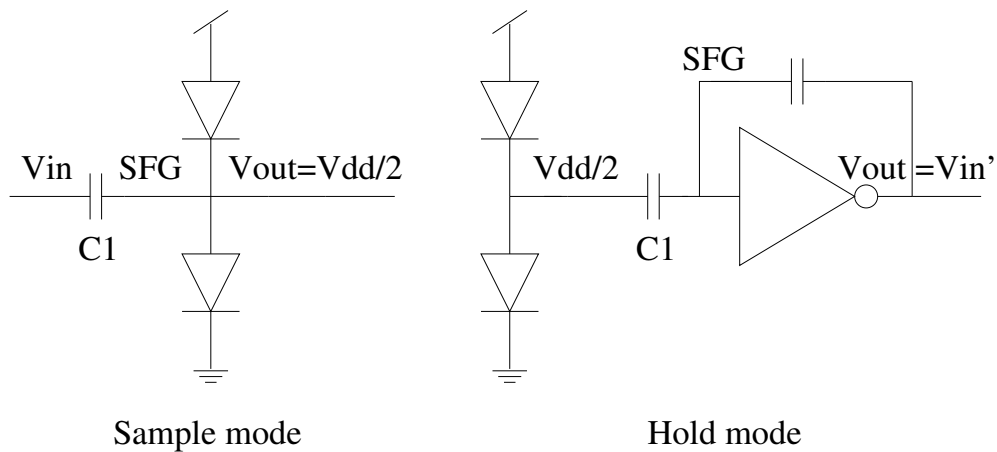 Vin SFG Vout=Vdd/2
C1
Sample mode
SFG
Vdd/2 Vout =Vin’
C1
Hold mode